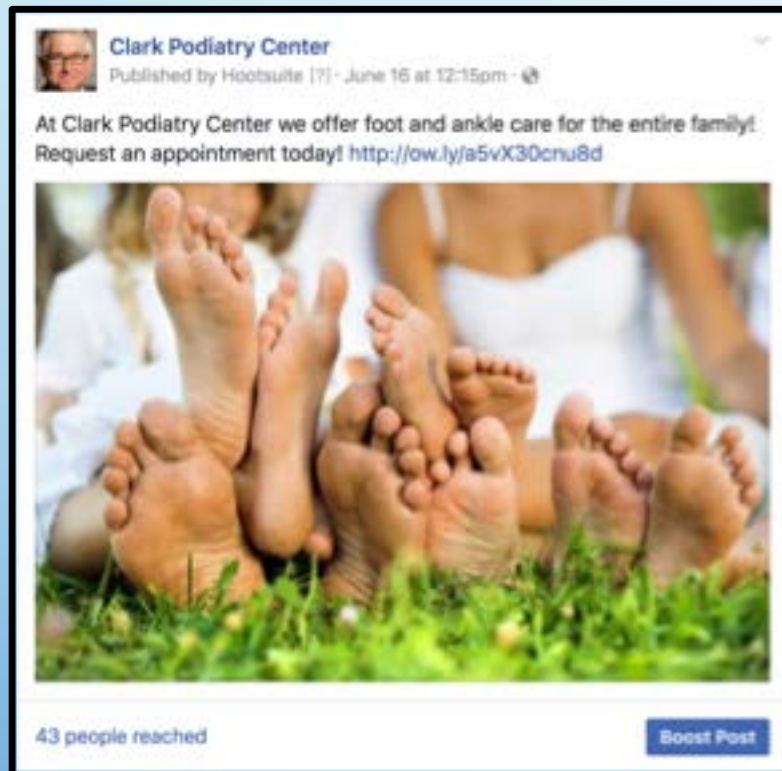 Clark Podiatry Center
Published by Hootsuite [?] · June 16 at 12:15pm ·
At Clark Podiatry Center we offer foot and ankle care for the entire family!
Request an appointment today! http://ow.ly/a5vX30cnu8d
43 people reached
Boost Post